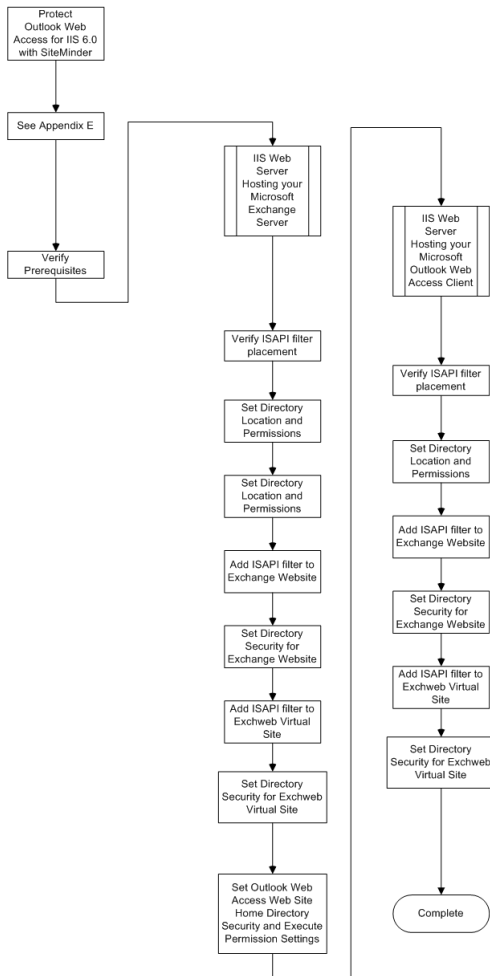 Protect
Outlook Web
Access for IIS 6.0
with SiteMinder
See Appendix E
Verify
Prerequisites
IIS Web
Server
Hosting your
Microsoft
Exchange
Server
Verify ISAPI filter
placement
Set Directory
Location and
Permissions
Set Directory
Location and
Permissions
Add ISAPI filter to
Exchange Website
Set Directory
Security for
Exchange Website
Add ISAPI filter to
Exchweb Virtual
Site
Set Directory
Security for Exchweb
Virtual Site
Set Outlook Web
Access Web Site
Home Directory
Security and Execute
Permission Settings
IIS Web
Server
Hosting your
Microsoft
Outlook Web
Access Client
Verify ISAPI filter
placement
Set Directory
Location and
Permissions
Add ISAPI filter to
Exchange Website
Set Directory
Security for
Exchange Website
Add ISAPI filter to
Exchweb Virtual
Site
Set Directory
Security for Exchweb
Virtual Site
Complete